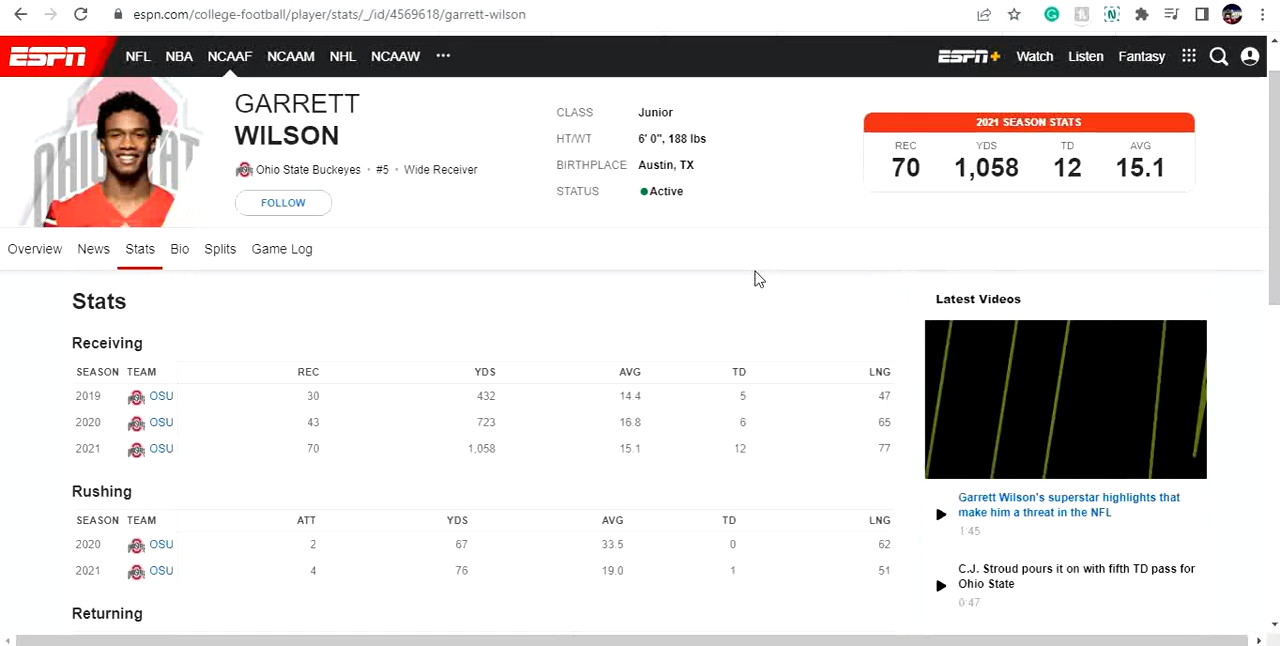 espn.com/college-football/player/stats/_/id/4569618/garrett-wilson
ESPN NFL NBA NCAAF NCAAM NHL NCAAW ••• ESPN+ Watch Listen Fantasy
OHIO STAT
GARRETT
WILSON
Ohio State Buckeyes • #5 • Wide Receiver
FOLLOW
CLASS Junior
HT/WT 6' 0", 188 lbs
BIRTHPLACE Austin, TX
STATUS Active
2021 SEASON STATS
REC YDS TD AVG
70 1,058 12 15.1
Overview News Stats Bio Splits Game Log
Stats
Receiving
SEASON TEAM REC YDS AVG TD LNG
2019 OSU 30 432 14.4 5 47
2020 OSU 43 723 16.8 6 65
2021 OSU 70 1,058 15.1 12 77
Rushing
SEASON TEAM ATT YDS AVG TD LNG
2020 OSU 2 67 33.5 0 62
2021 OSU 4 76 19.0 1 51
Returning
Latest Videos
Garrett Wilson's superstar highlights that
make him a threat in the NFL
1:45
C.J. Stroud pours it on with fifth TD pass for
Ohio State
0:47